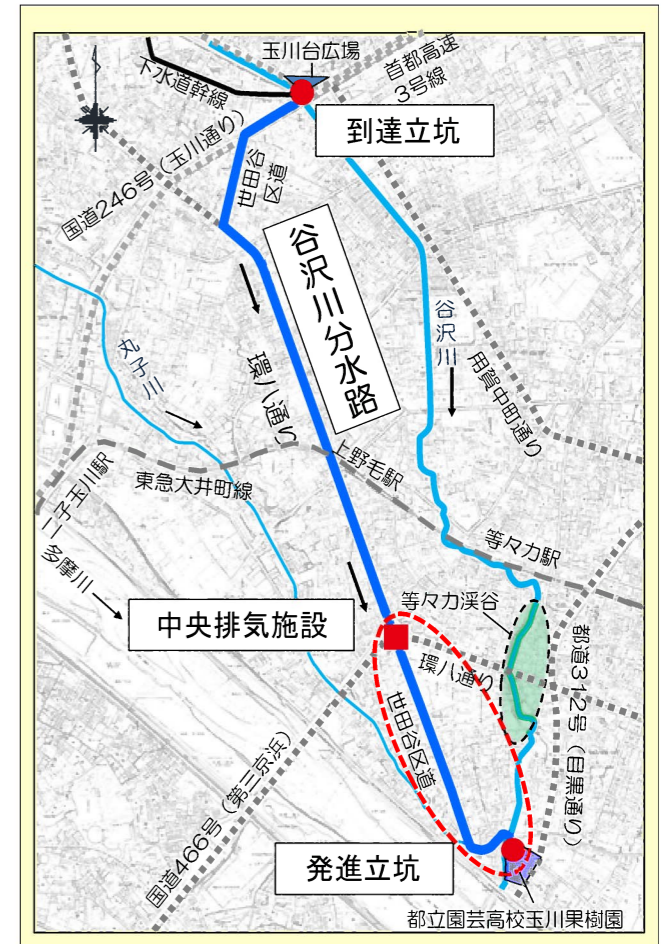 玉川台広場
首都高速
3号線
下水道幹線
到達立坑
国道246号（玉川通り）
世田谷
区道
谷沢川分水路
谷沢川
丸子川
環八通り
用賀中町通り
上野毛駅
東急大井町線
二子玉川駅
多摩川
等々力駅
等々力渓谷
中央排気施設
環八通り
都道312号（目黒通り）
世田谷区道
国道466号（第三京浜）
発進立坑
都立園芸高校玉川果樹園